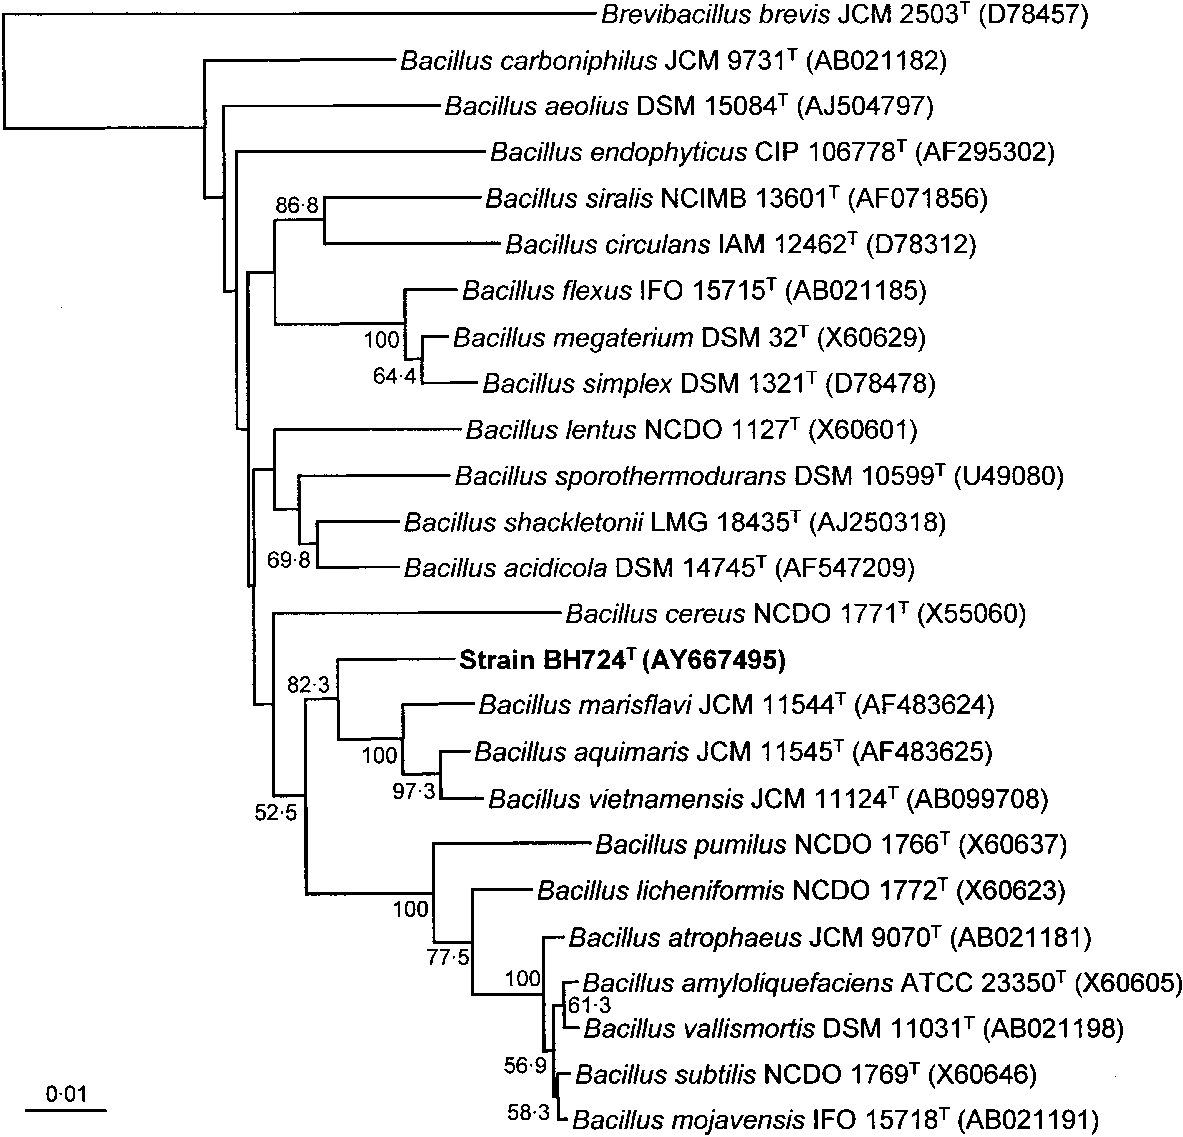 Brevibacillus brevis JCM 2503ᵀ (D78457)
Bacillus carboniphilus JCM 9731ᵀ (AB021182)
Bacillus aeolius DSM 15084ᵀ (AJ504797)
Bacillus endophyticus CIP 106778ᵀ (AF295302)
86·8 Bacillus siralis NCIMB 13601ᵀ (AF071856)
Bacillus circulans IAM 12462ᵀ (D78312)
Bacillus flexus IFO 15715ᵀ (AB021185)
100 Bacillus megaterium DSM 32ᵀ (X60629)
64·4 Bacillus simplex DSM 1321ᵀ (D78478)
Bacillus lentus NCDO 1127ᵀ (X60601)
Bacillus sporothermodurans DSM 10599ᵀ (U49080)
Bacillus shackletonii LMG 18435ᵀ (AJ250318)
69·8 Bacillus acidicola DSM 14745ᵀ (AF547209)
Bacillus cereus NCDO 1771ᵀ (X55060)
Strain BH724ᵀ (AY667495)
82·3
Bacillus marisflavi JCM 11544ᵀ (AF483624)
100 Bacillus aquimaris JCM 11545ᵀ (AF483625)
97·3 Bacillus vietnamensis JCM 11124ᵀ (AB099708)
52·5
Bacillus pumilus NCDO 1766ᵀ (X60637)
Bacillus licheniformis NCDO 1772ᵀ (X60623)
100
Bacillus atrophaeus JCM 9070ᵀ (AB021181)
77·5
100 Bacillus amyloliquefaciens ATCC 23350ᵀ (X60605)
61·3
Bacillus vallismortis DSM 11031ᵀ (AB021198)
56·9 Bacillus subtilis NCDO 1769ᵀ (X60646)
0·01
58·3 Bacillus mojavensis IFO 15718ᵀ (AB021191)